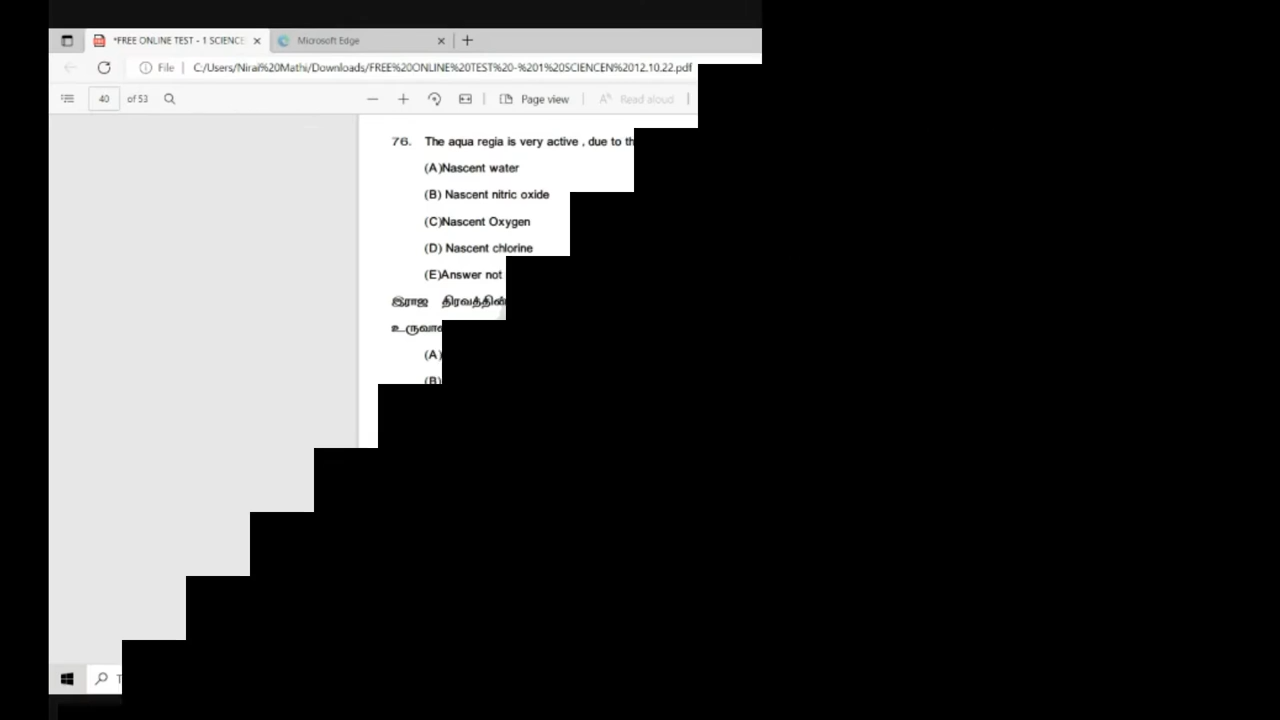 *FREE ONLINE TEST - 1 SCIENCE
Microsoft Edge
File | C:/Users/Nirai%20Mathi/Downloads/FREE%20ONLINE%20TEST%20-%201%20SCIENCEN%2012.10.22.pdf
40 of 53
Page view
Read aloud
76. The aqua regia is very active , due to
(A)Nascent water
(B) Nascent nitric oxide
(C)Nascent Oxygen
(D) Nascent chlorine
(E)Answer not
இராஜ திரவத்தின்
(A)
(B)